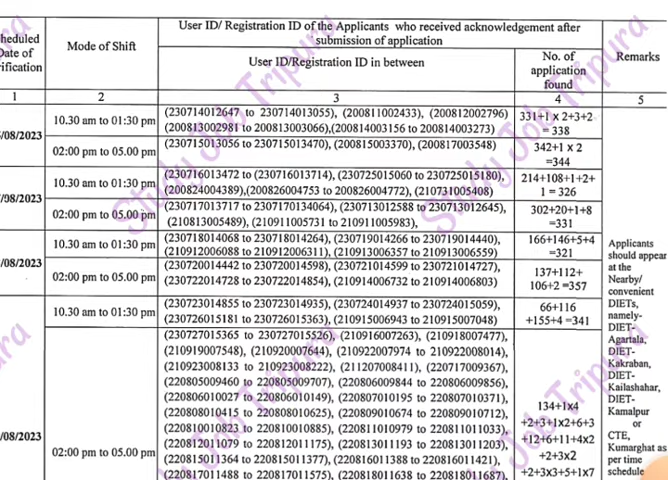 User ID/ Registration ID of the Applicants who received acknowledgement after
submission of application
heduled
Date of
rification
Mode of Shift
User ID/Registration ID in between
No. of
application
found
Remarks
1 2 3 4 5
/08/2023
10.30 am to 01:30 pm
(230714012647 to 230714013055), (200811002433), (200812002796)
(200813002981 to 200813003066),(200814003156 to 200814003273)
331+1 x 2+3+2
= 338
02:00 pm to 05.00 pm
(230715013056 to 230715013470), (200815003370), (200817003548)
342+1 x 2
=344
/08/2023
10.30 am to 01:30 pm
(230716013472 to (230716013714), (230725015060 to 230725015180),
(200824004389),(200826004753 to 200826004772), (210731005408)
214+108+1+2+
1 = 326
02:00 pm to 05.00 pm
(230717013717 to 230717013064), (230713012588 to 230713012645),
(210813005489), (210911005731 to 210911005983),
302+20+1+8
=331
/08/2023
10.30 am to 01:30 pm
(230718014068 to 230718014264), (230719014266 to 230719014440),
(210912006088 to 210912006311), (210913006357 to 210913006559)
166+146+5+4
=321
02:00 pm to 05.00 pm
(230720014442 to 230720014598), (230721014599 to 230721014727),
(230722014728 to 230722014854), (210914006732 to 210914006803)
137+112+
106+2 =357
10.30 am to 01:30 pm
(230723014855 to 230723014935), (230724014937 to 230724015059),
(230726015181 to 230726015363), (210915006943 to 210915007048)
66+116
+155+4 =341
/08/2023
02:00 pm to 05.00 pm
(230727015365 to 230727015526), (210916007263), (210918007477),
(210919007548), (210920007644), (210922007974 to 210922008014),
(210923008133 to 210923008222), (211207008411), (220717009367),
(220805009460 to 220805009707), (220806009844 to 220806009856),
(220806010027 to 220806010149), (220807010195 to 220807010371),
(220808010415 to 220808010625), (220809010674 to 220809010712),
(220810010823 to 220810010885), (220811010979 to 220811011033),
(220812011079 to 220812011175), (220813011193 to 220813011203),
(220815011364 to 220815011377), (220816011388 to 220816011421),
(220817011488 to 220817011575), (220818011638 to 220818011687),
134+1x4
+2+3+1x2+6+3
+12+6+11+4x2
+2+3x2
+2+3x3+5+1x7
Applicants
should appear
at the
Nearby/
convenient
DIETs,
namely-
DIET-
Agartala,
DIET-
Kakraban,
DIET-
Kailashahar,
DIET-
Kamalpur
or
CTE,
Kumarghat as
per time
schedule
Study Job Tripura